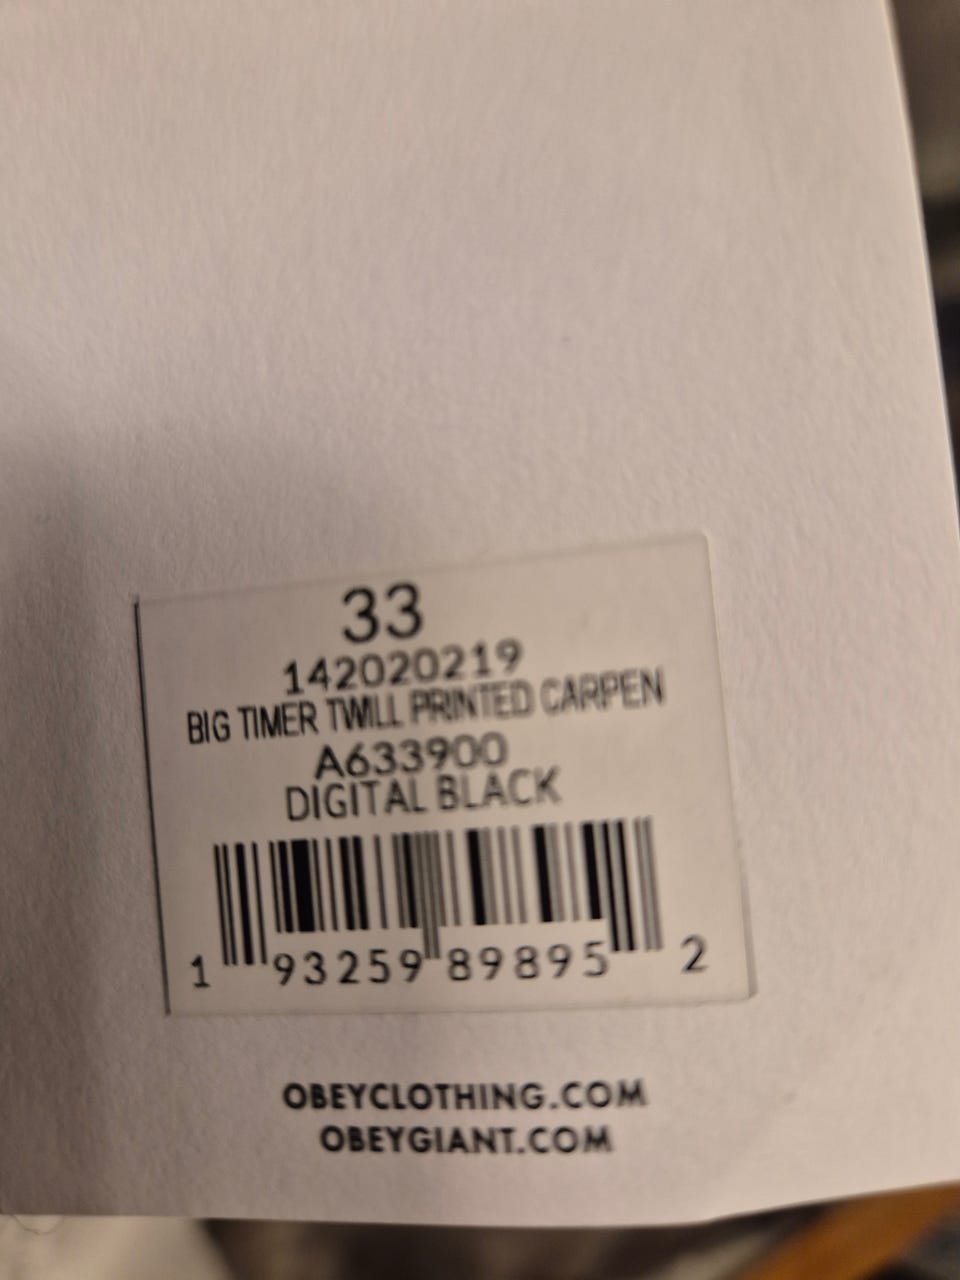 33
142020219
BIG TIMER TWILL PRINTED CARPEN
A633900
DIGITAL BLACK
1 93259 89895 2
OBEYCLOTHING.COM
OBEYGIANT.COM